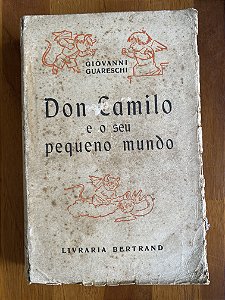 GIOVANNI
GUARESCHI
Don Camilo
e o seu
pequeno mundo
LIVRARIA BERTRAND